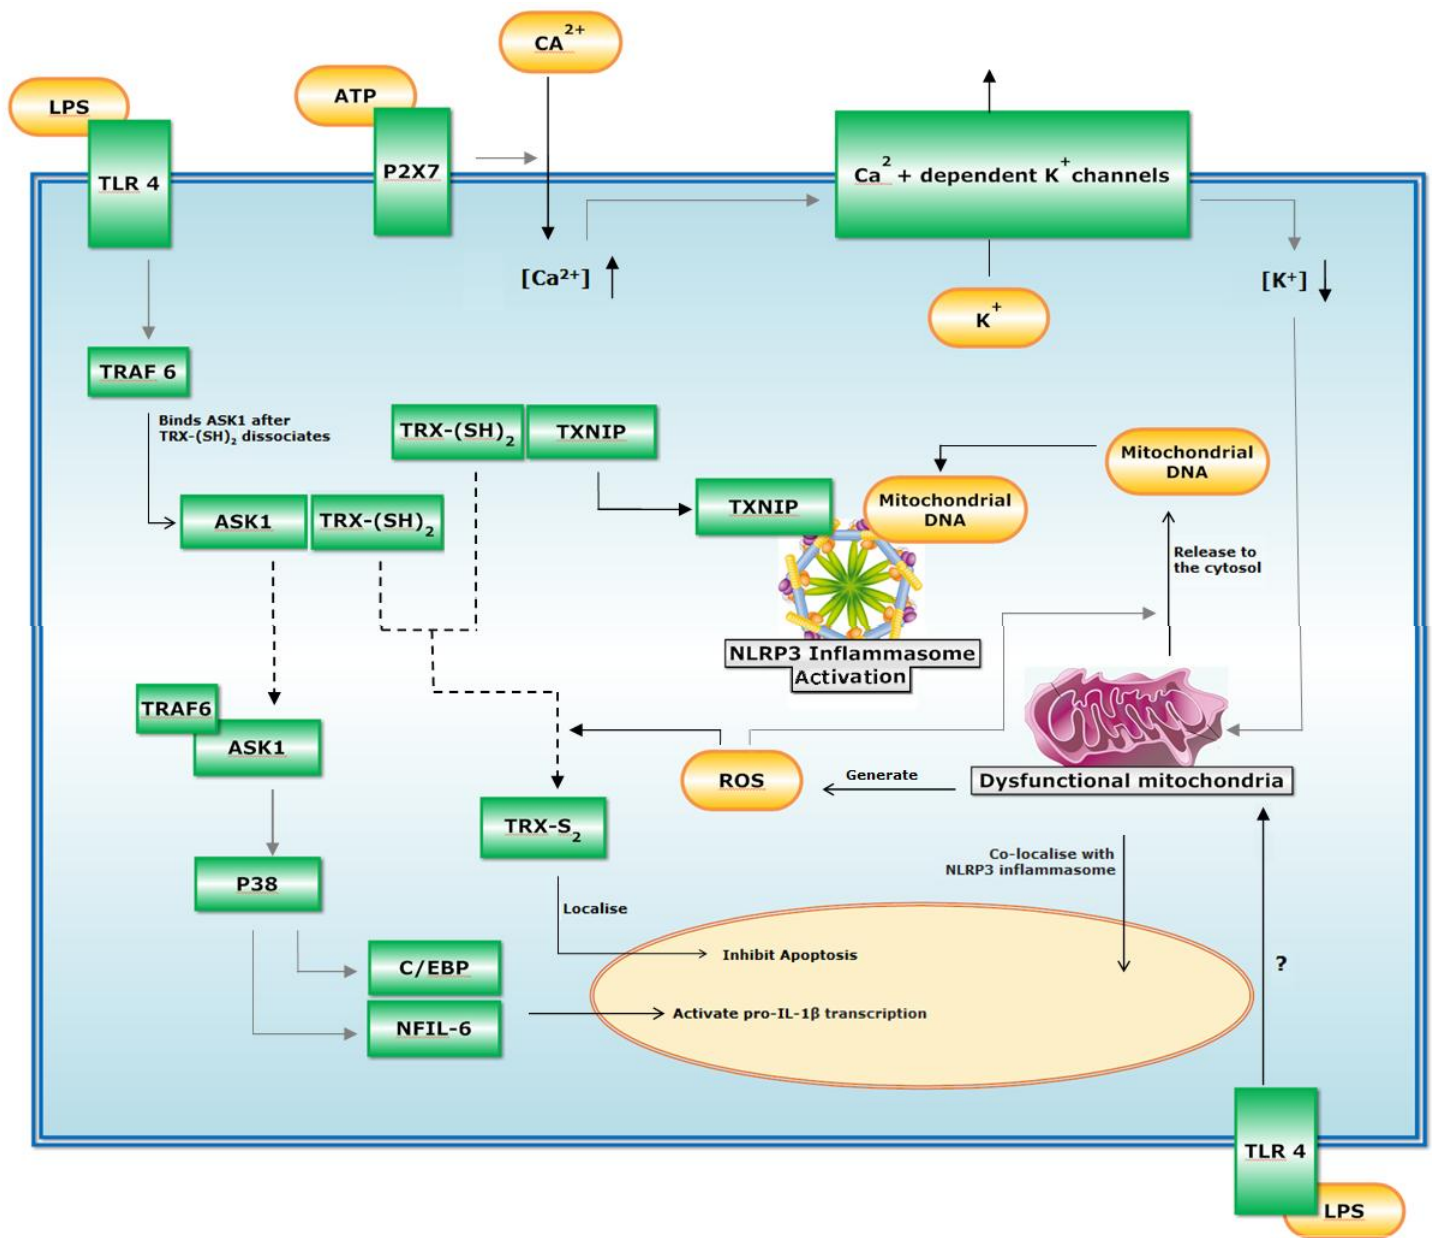 CA²⁺
LPS
ATP
TLR 4
P2X7
Ca² + dependent K⁺ channels
[Ca²⁺]
[K⁺]
K⁺
TRAF 6
Binds ASK1 after
TRX-(SH)₂ dissociates
TRX-(SH)₂
TXNIP
Mitochondrial
DNA
TXNIP
Mitochondrial
DNA
ASK1
TRX-(SH)₂
Release to
the cytosol
NLRP3 Inflammasome
Activation
TRAF6
ASK1
ROS
Generate
Dysfunctional mitochondria
TRX-S₂
Co-localise with
NLRP3 inflammasome
P38
Localise
C/EBP
Inhibit Apoptosis
?
NFIL-6
Activate pro-IL-1β transcription
TLR 4
LPS